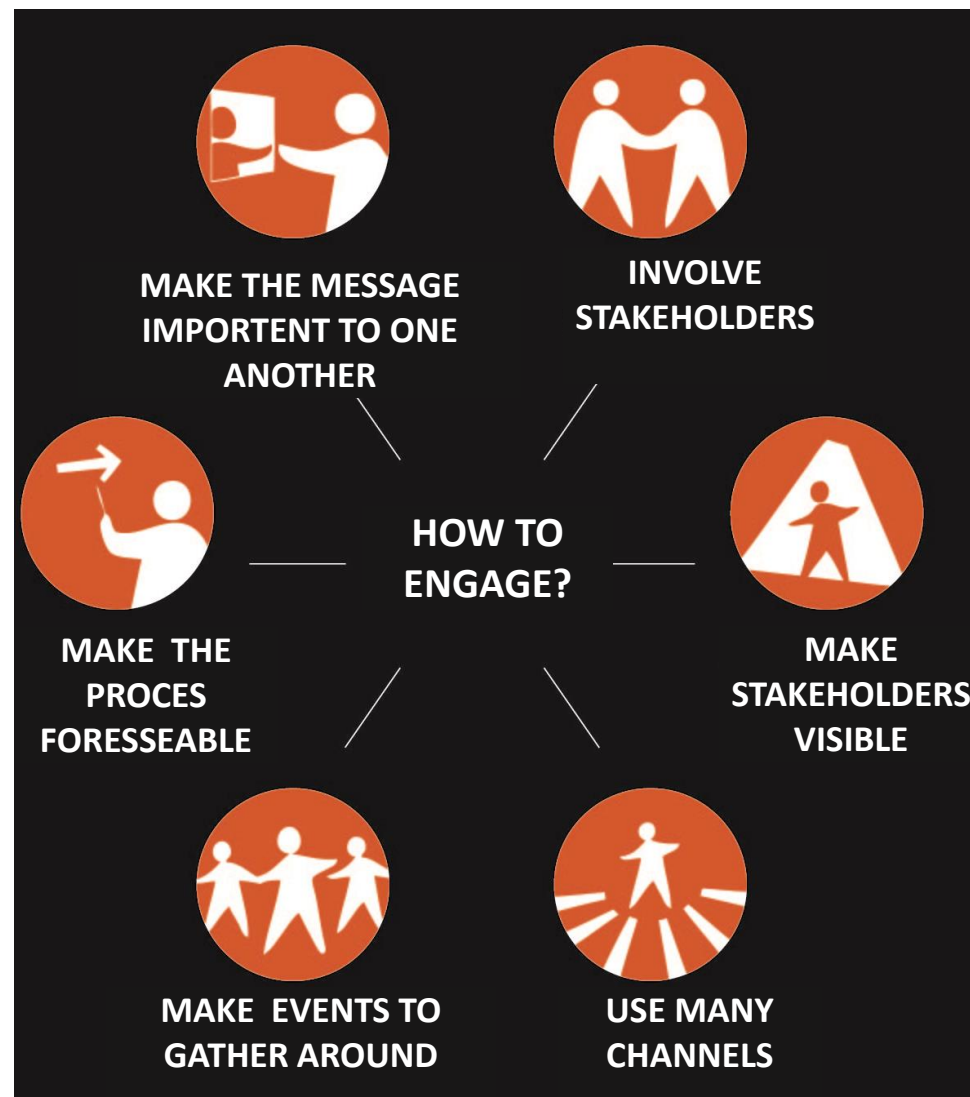 MAKE THE MESSAGE
IMPORTENT TO ONE
ANOTHER
INVOLVE
STAKEHOLDERS
HOW TO
ENGAGE?
MAKE THE
PROCES
FORESSEABLE
MAKE
STAKEHOLDERS
VISIBLE
MAKE EVENTS TO
GATHER AROUND
USE MANY
CHANNELS